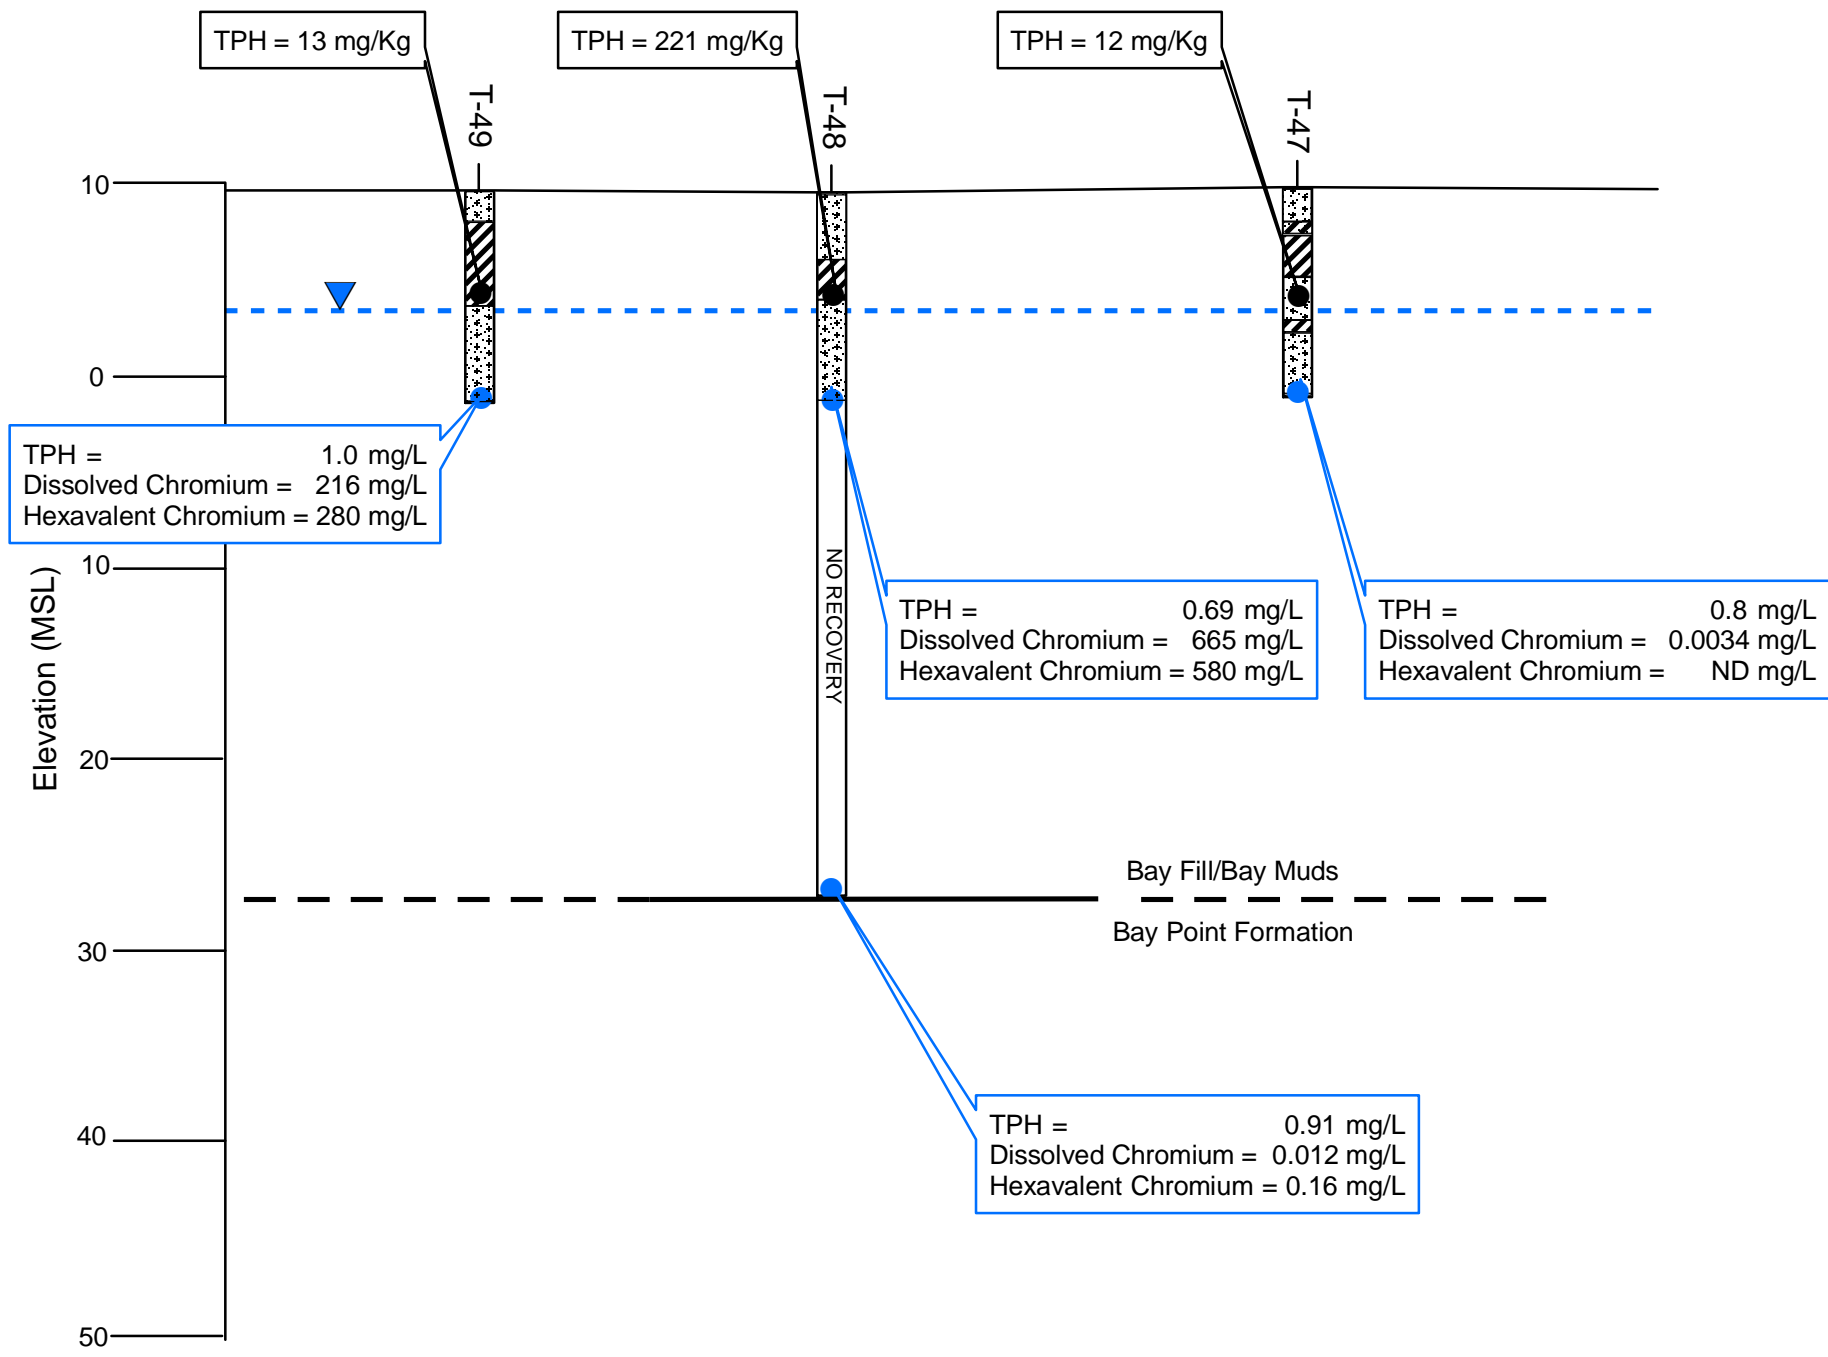 TPH = 13 mg/Kg
TPH = 221 mg/Kg
TPH = 12 mg/Kg
T-49
T-48
T-47
10
0
10
20
30
40
50
Elevation (MSL)
TPH = 1.0 mg/L
Dissolved Chromium = 216 mg/L
Hexavalent Chromium = 280 mg/L
NO RECOVERY
TPH = 0.69 mg/L
Dissolved Chromium = 665 mg/L
Hexavalent Chromium = 580 mg/L
TPH = 0.8 mg/L
Dissolved Chromium = 0.0034 mg/L
Hexavalent Chromium = ND mg/L
Bay Fill/Bay Muds
Bay Point Formation
TPH = 0.91 mg/L
Dissolved Chromium = 0.012 mg/L
Hexavalent Chromium = 0.16 mg/L